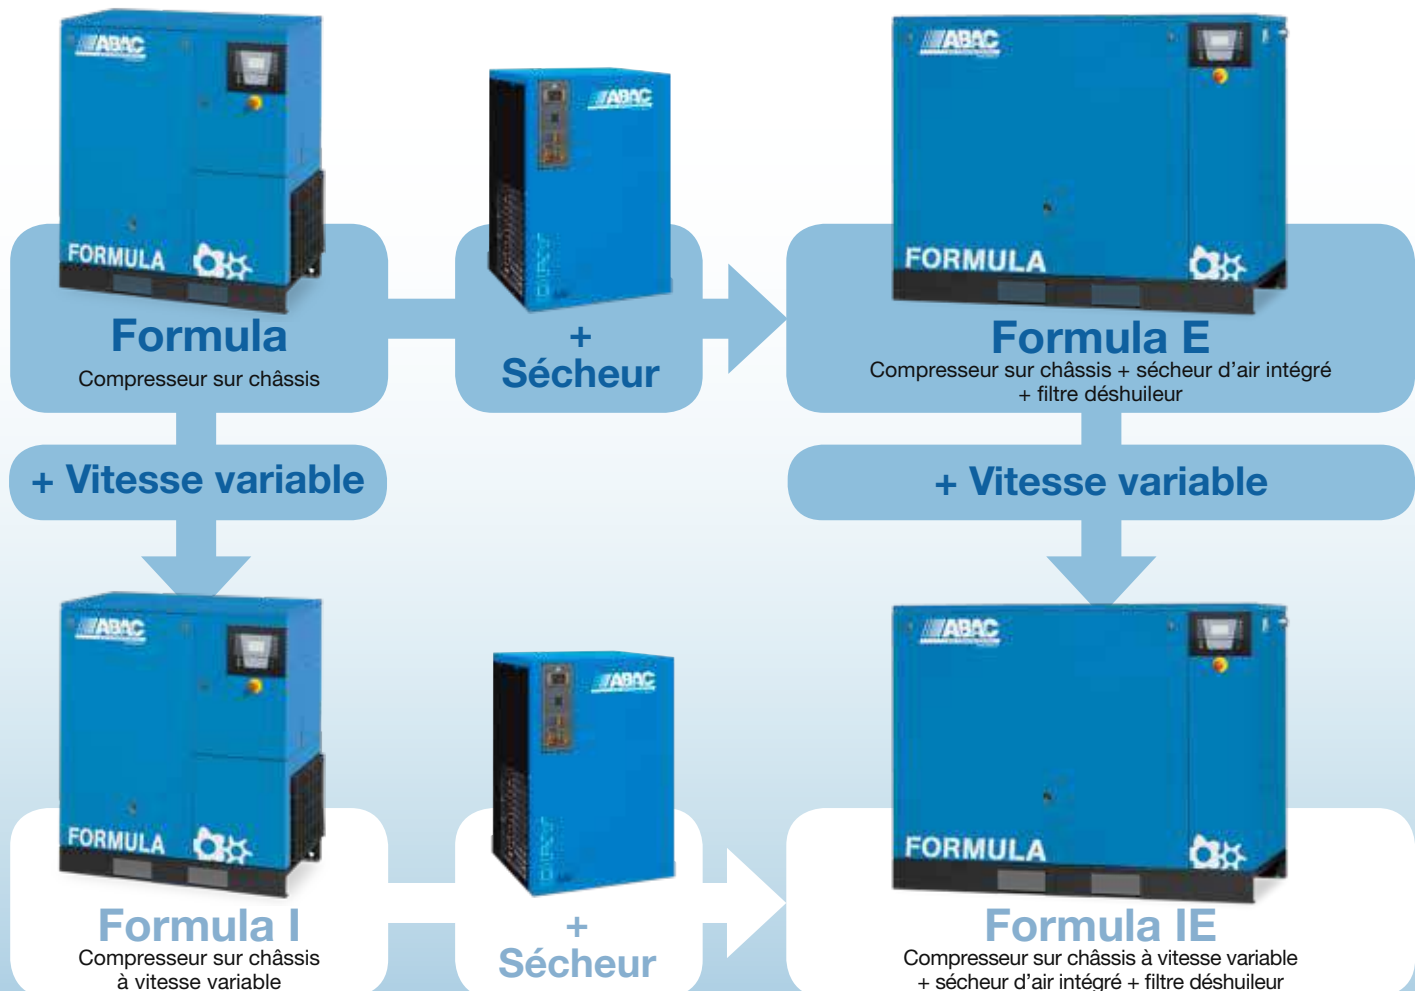 ABAC
ABAC
ABAC
FORMULA
FORMULA
Formula
Compresseur sur châssis
+
Sécheur
Formula E
Compresseur sur châssis + sécheur d’air intégré
+ filtre déshuileur
+ Vitesse variable
+ Vitesse variable
ABAC
ABAC
ABAC
FORMULA
FORMULA
Formula I
Compresseur sur châssis
à vitesse variable
+
Sécheur
Formula IE
Compresseur sur châssis à vitesse variable
+ sécheur d’air intégré + filtre déshuileur